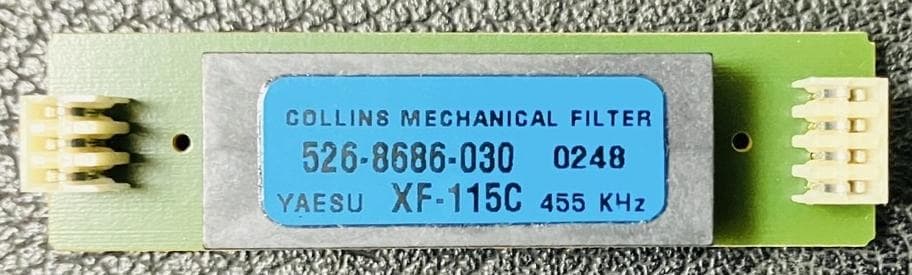 COLLINS MECHANICAL FILTER
526-8686-030 0248
YAESU XF-115C 455 KHz